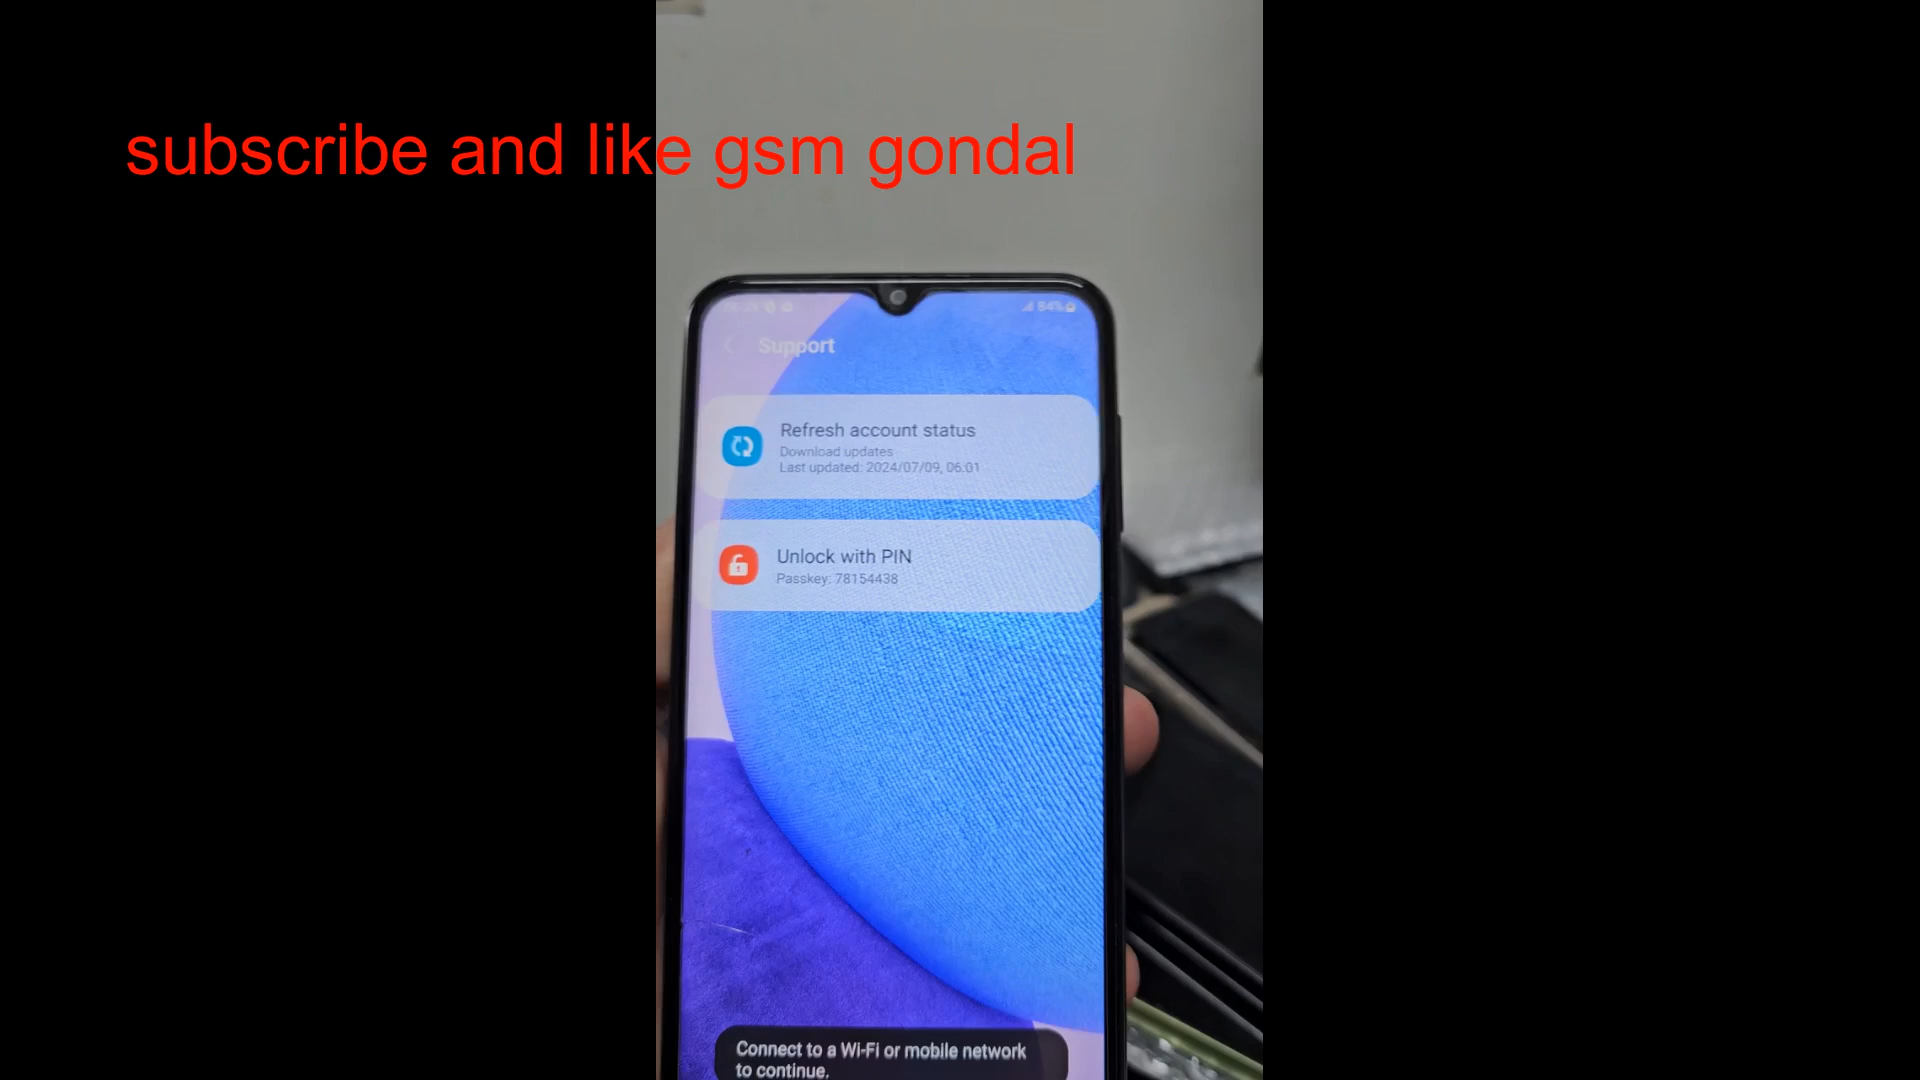 subscribe and like gsm gondal
84%
Support
Refresh account status
Download updates
Last updated: 2024/07/09, 06:01
Unlock with PIN
Passkey: 78154438
Connect to a Wi-Fi or mobile network
to continue.